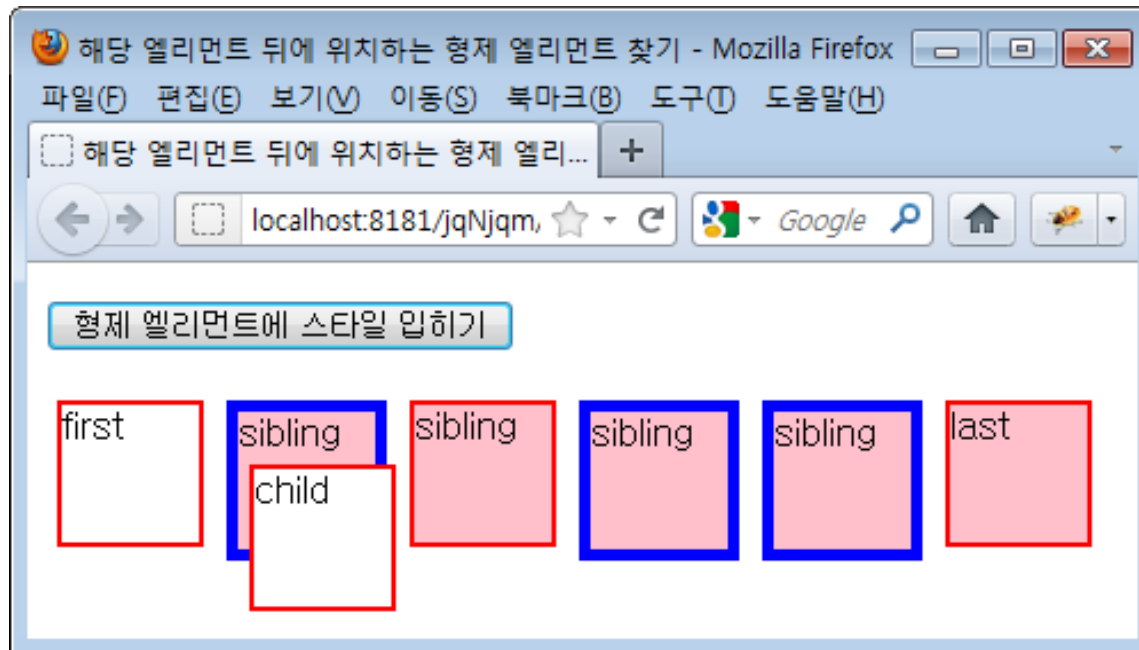 해당 엘리먼트 뒤에 위치하는 형제 엘리먼트 찾기 - Mozilla Firefox
파일(F) 편집(E) 보기(V) 이동(S) 북마크(B) 도구(T) 도움말(H)
해당 엘리먼트 뒤에 위치하는 형제 엘리...
localhost:8181/jqNjqm, Google
형제 엘리먼트에 스타일 입히기
first sibling sibling sibling sibling last
child